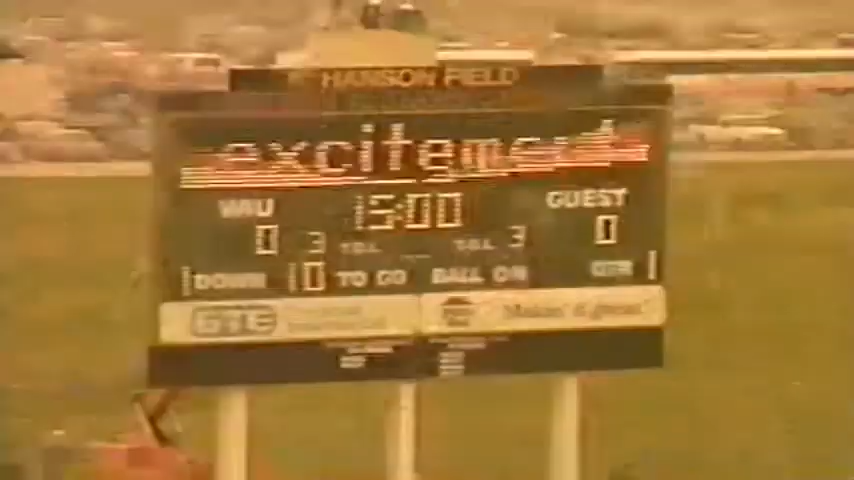 HANSON FIELD
excitement
WIU 15:00 GUEST
0 3 T.O.L T.O.L 3 0
1 DOWN 10 TO GO BALL ON QTR 1
GTE Makin' it great!